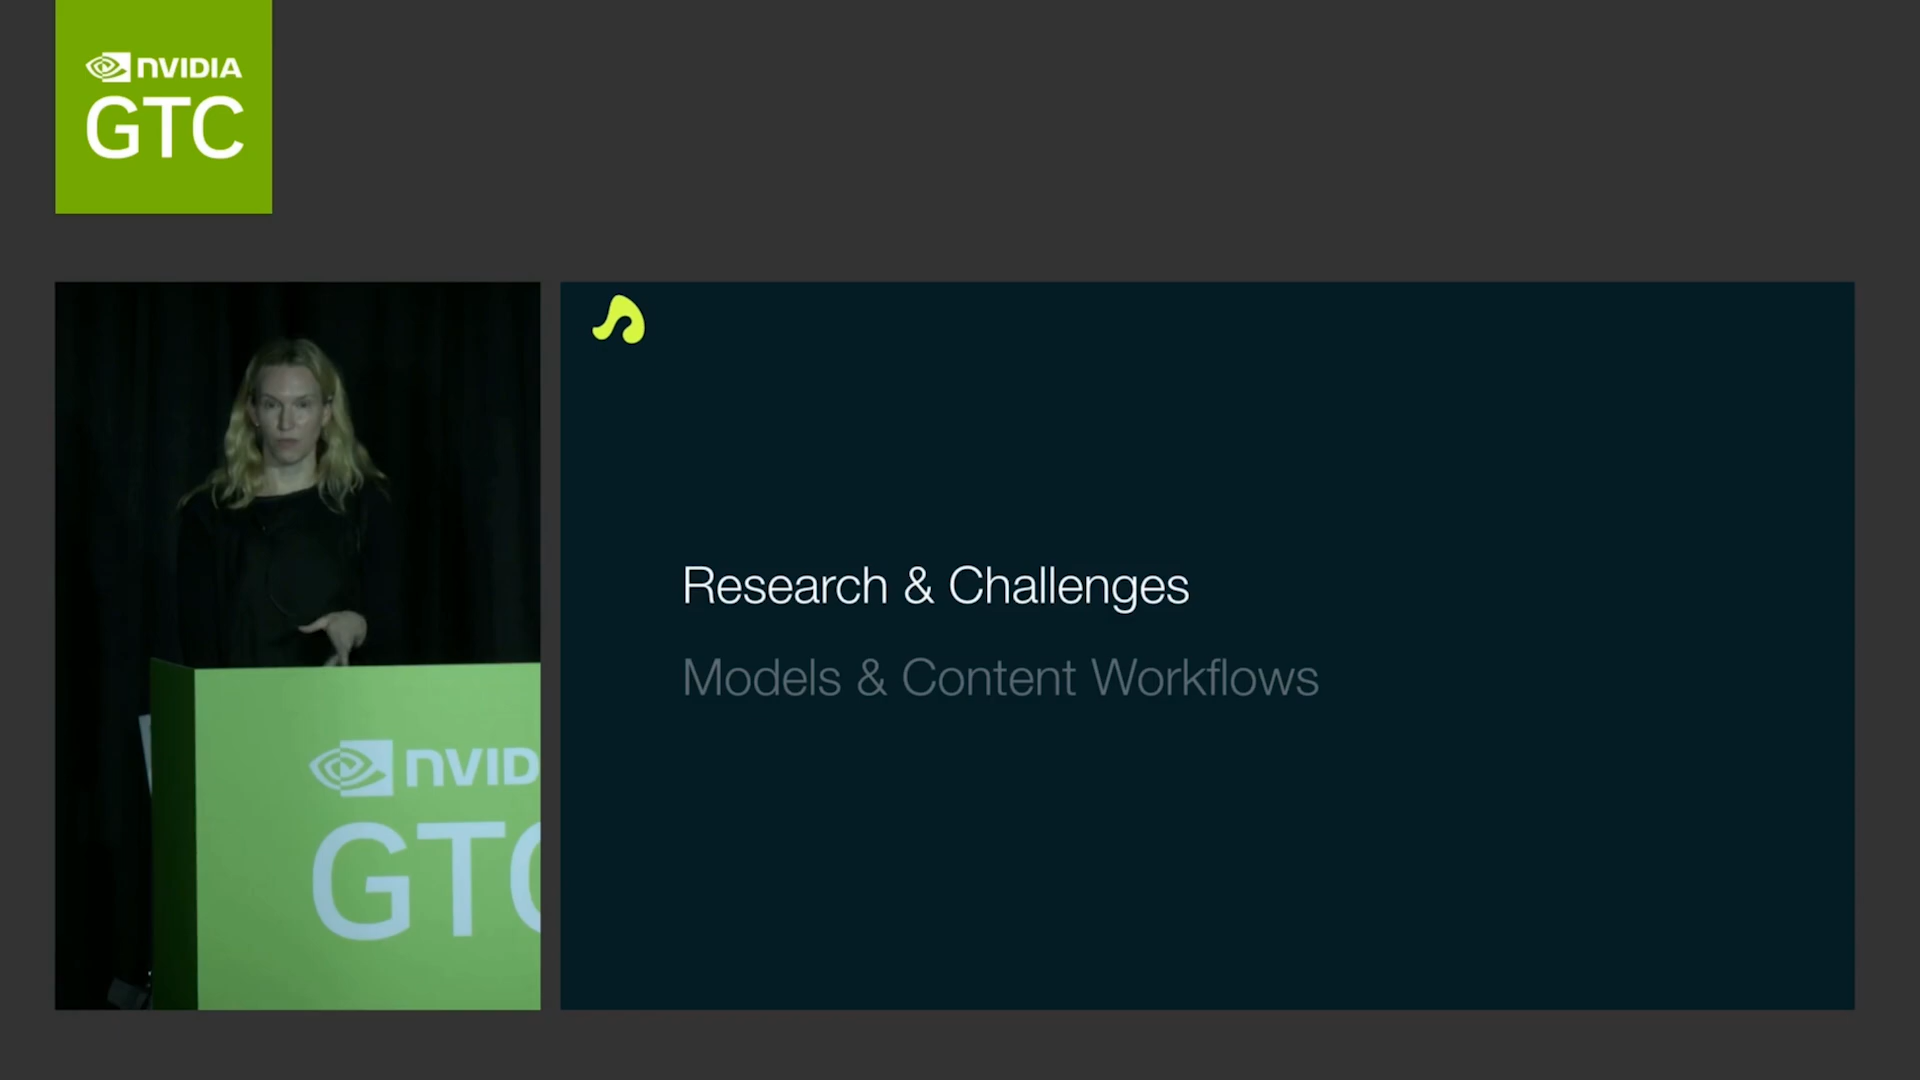 NVIDIA
GTC
Research & Challenges
Models & Content Workflows
NVID
GTC